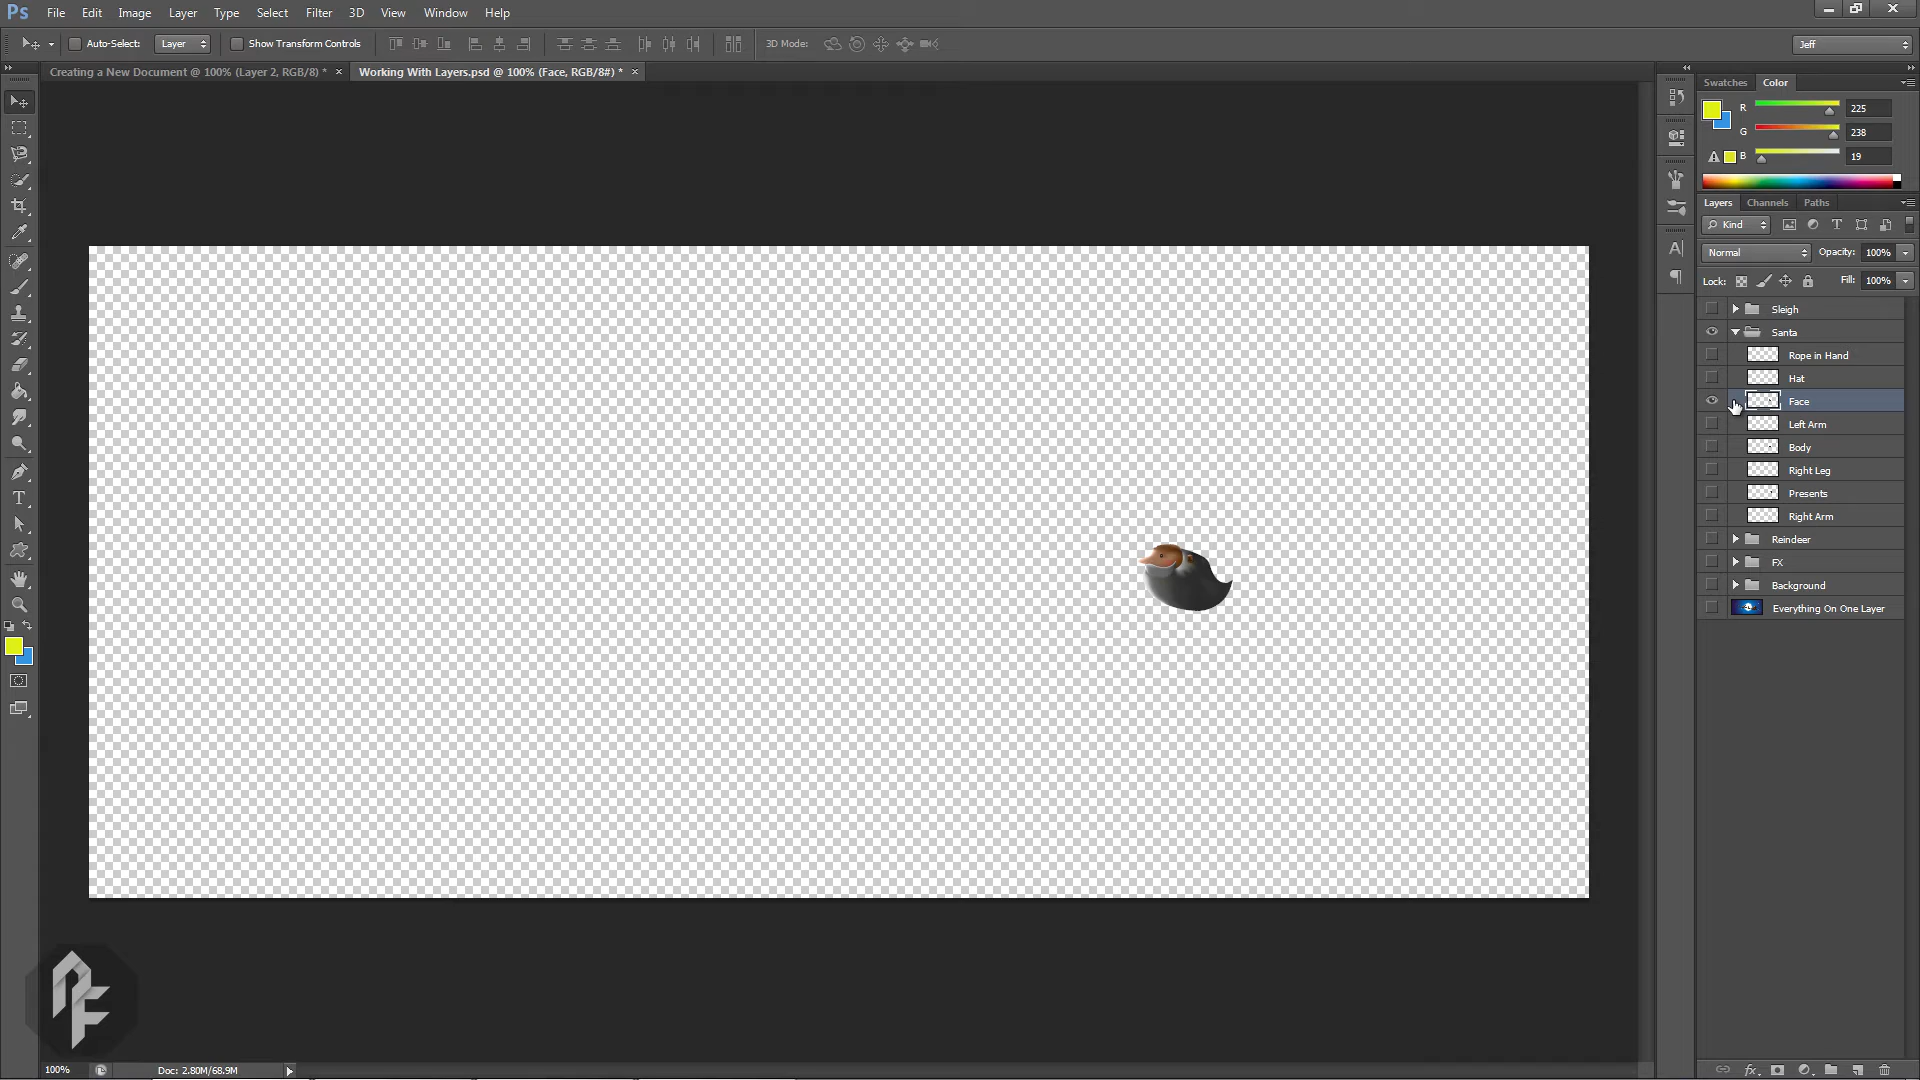 Ps File Edit Image Layer Type Select Filter 3D View Window Help
Auto-Select: Layer Show Transform Controls 3D Mode: Jeff
Creating a New Document @ 100% (Layer 2, RGB/8) * × Working With Layers.psd @ 100% (Face, RGB/8#) * ×
Swatches Color
R 225
G 238
B 19
Layers Channels Paths
Kind
Normal Opacity: 100%
Lock: Fill: 100%
Sleigh
Santa
Rope in Hand
Hat
Face
Left Arm
Body
Right Leg
Presents
Right Arm
Reindeer
FX
Background
Everything On One Layer
100% Doc: 2.80M/68.9M fx